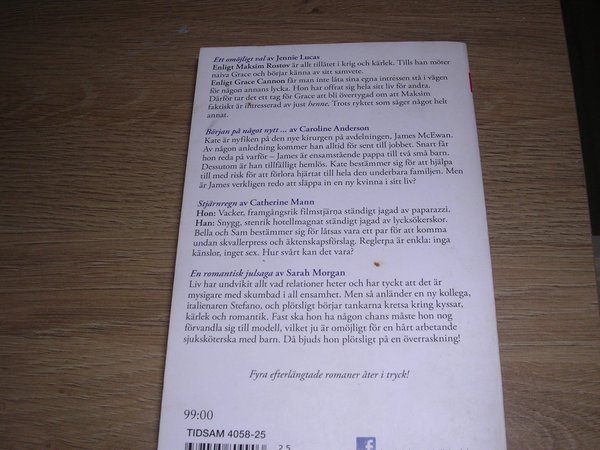 Ett omöjligt val av Jennie Lucas
Enligt Maksim Rostov är allt tillåtet i krig och kärlek. Tills han möter
naiva Grace och börjar känna av sitt samvete.
Enligt Grace Cannon får man inte låta sina egna intressen stå i vägen
för någon annans lycka. Hon har offrat sig hela sitt liv för andra.
Därför tar det ett tag för Grace att bli övertygad om att Maksim
faktiskt är intresserad av just henne. Trots ryktet som säger något helt
annat.
Början på något nytt ... av Caroline Anderson
Kate är nyfiken på den nye kirurgen på avdelningen, James McEwan.
Av någon anledning kommer han alltid för sent till jobbet. Snart får
hon reda på varför – James är ensamstående pappa till två små barn.
Dessutom är han tillfälligt hemlös. Kate bestämmer sig för att hjälpa
till med risk för att förlora hjärtat till hela den underbara familjen. Men
är James verkligen redo att släppa in en ny kvinna i sitt liv?
Stjärnregn av Catherine Mann
Hon: Vacker, framgångsrik filmstjärna ständigt jagad av paparazzi.
Han: Snygg, stenrik hotellmagnat ständigt jagad av lycksökerskor.
Bella och Sam bestämmer sig för låtsas vara ett par för att komma
undan skvallerpress och äktenskapsförslag. Reglerna är enkla: inga
känslor, inget sex. Hur svårt kan det vara?
En romantisk julsaga av Sarah Morgan
Liv har undvikit allt vad relationer heter och har tyckt att det är
mysigare med skumbad i all ensamhet. Men så anländer en ny kollega,
italienaren Stefano, och plötsligt börjar tankarna kretsa kring kyssar,
kärlek och romantik. Fast ska hon ha någon chans måste hon nog
förvandla sig till modell, vilket ju är omöjligt för en hårt arbetande
sjuksköterska med barn. Då bjuds hon plötsligt på en överraskning!
Fyra efterlängtade romaner åter i tryck!
99:00
TIDSAM 4058-25
25
f